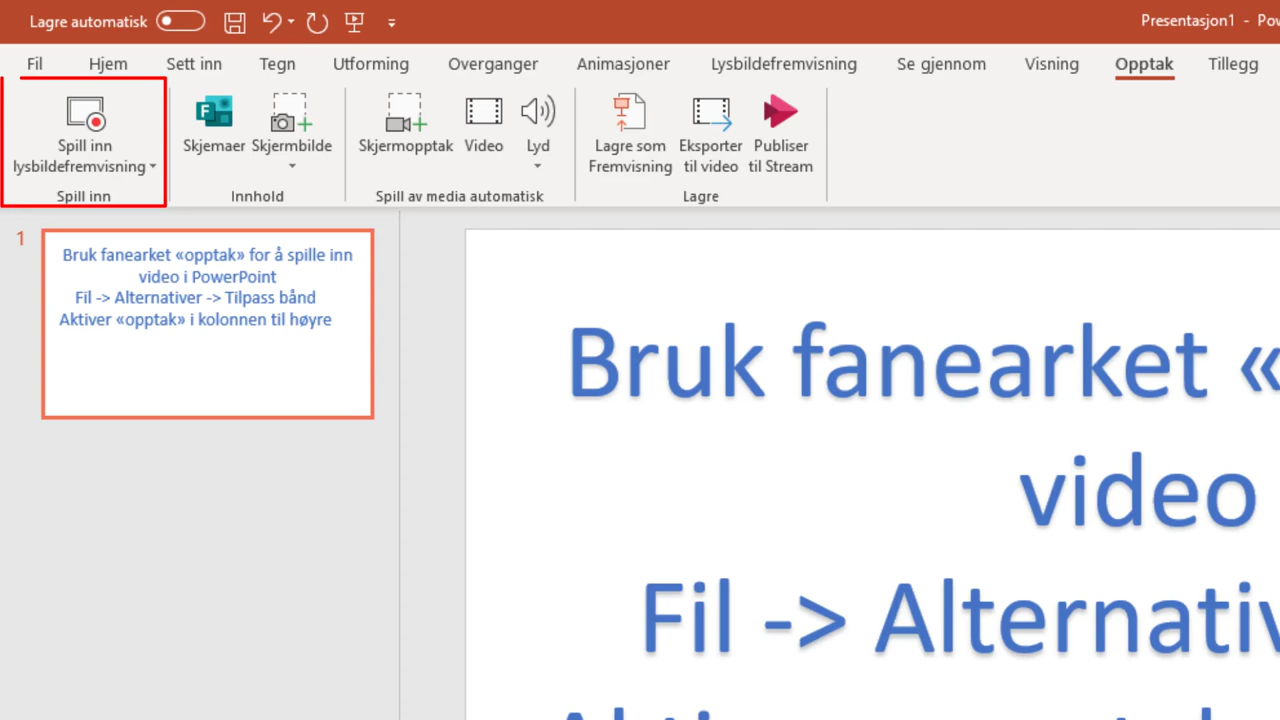 Lagre automatisk
Presentasjon1 -
Fil Hjem Sett inn Tegn Utforming Overganger Animasjoner Lysbildefremvisning Se gjennom Visning Opptak Tillegg
Spill inn lysbildefremvisning
Spill inn
Skjemaer Skjermbilde
Innhold
Skjermopptak Video Lyd
Spill av media automatisk
Lagre som Fremvisning
Eksporter til video
Publiser til Stream
Lagre
1
Bruk fanearket «opptak» for å spille inn
video i PowerPoint
Fil -> Alternativer -> Tilpass bånd
Aktiver «opptak» i kolonnen til høyre
Bruk fanearket «
video
Fil -> Alternativ